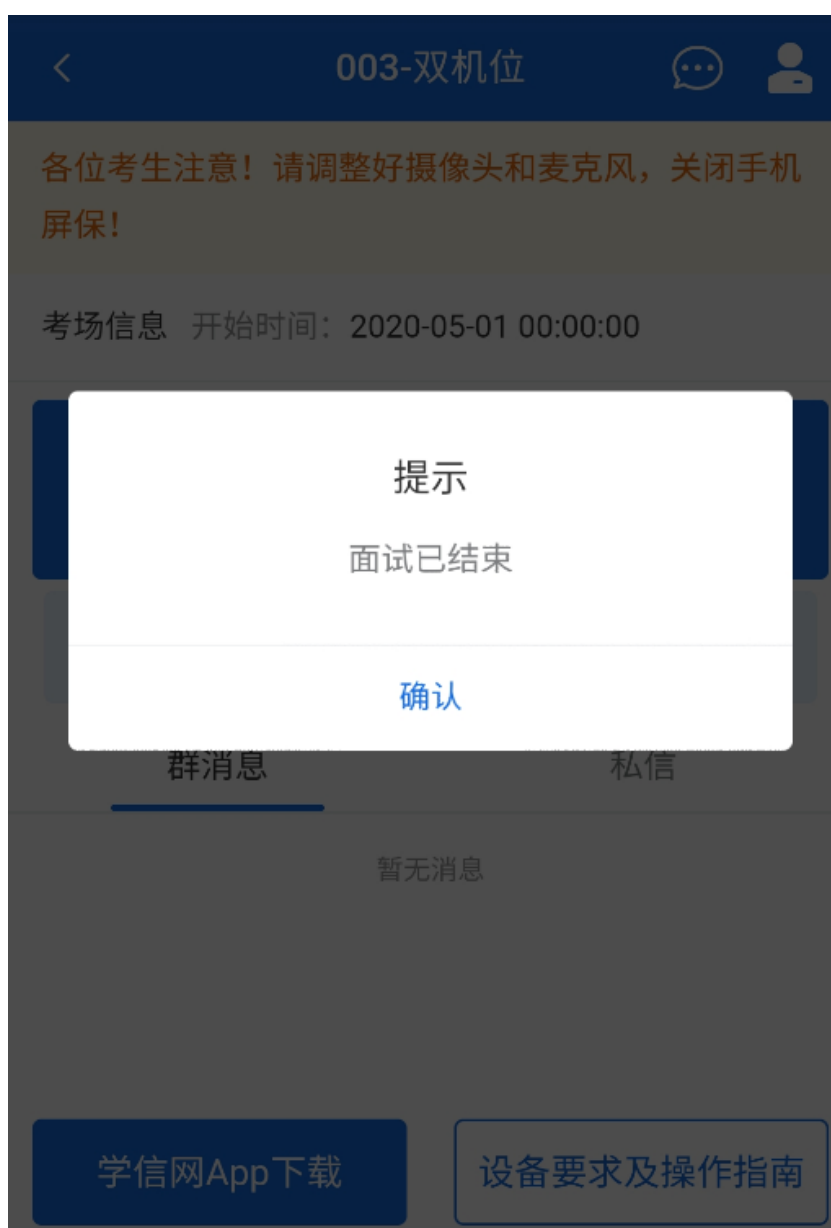 003-双机位
各位考生注意！请调整好摄像头和麦克风，关闭手机
屏保！
考场信息 开始时间：2020-05-01 00:00:00
提示
面试已结束
确认
群消息 私信
暂无消息
学信网App下载 设备要求及操作指南